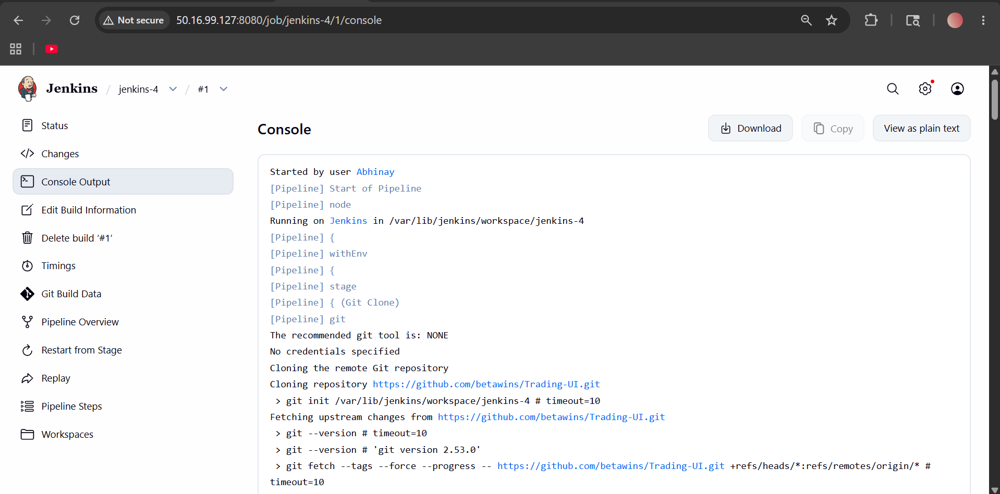 Not secure 50.16.99.127:8080/job/jenkins-4/1/console
Jenkins / jenkins-4 / #1
Status
Changes
Console Output
Edit Build Information
Delete build ‘#1’
Timings
Git Build Data
Pipeline Overview
Restart from Stage
Replay
Pipeline Steps
Workspaces
Console
Download
Copy
View as plain text
Started by user Abhinay
[Pipeline] Start of Pipeline
[Pipeline] node
Running on Jenkins in /var/lib/jenkins/workspace/jenkins-4
[Pipeline] {
[Pipeline] withEnv
[Pipeline] {
[Pipeline] stage
[Pipeline] { (Git Clone)
[Pipeline] git
The recommended git tool is: NONE
No credentials specified
Cloning the remote Git repository
Cloning repository https://github.com/betawins/Trading-UI.git
 > git init /var/lib/jenkins/workspace/jenkins-4 # timeout=10
Fetching upstream changes from https://github.com/betawins/Trading-UI.git
 > git --version # timeout=10
 > git --version # 'git version 2.53.0'
 > git fetch --tags --force --progress -- https://github.com/betawins/Trading-UI.git +refs/heads/*:refs/remotes/origin/* #
timeout=10